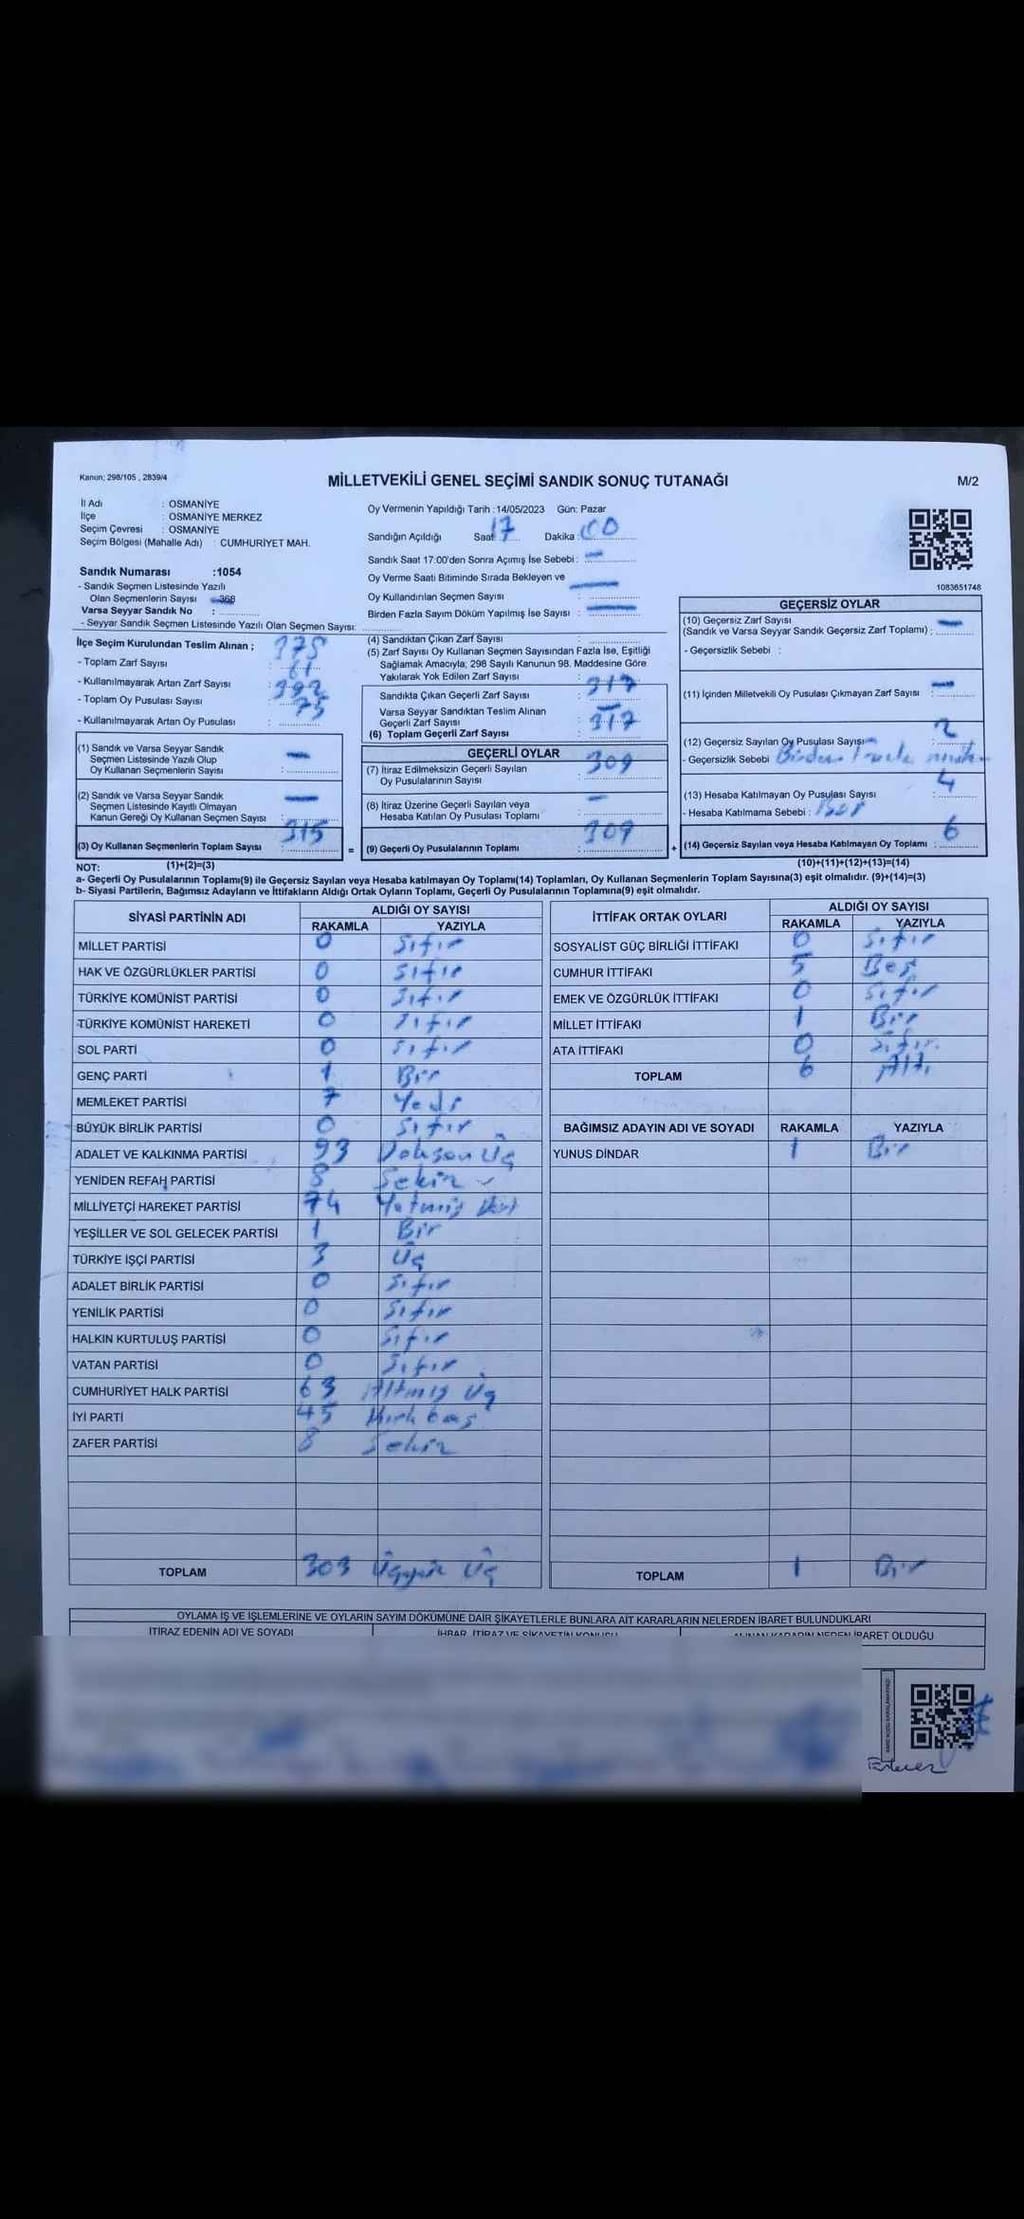 Kanun: 298/105 , 2839/4
MİLLETVEKİLİ GENEL SEÇİMİ SANDIK SONUÇ TUTANAĞI
M/2
İl Adı : OSMANİYE
İlçe : OSMANİYE MERKEZ
Seçim Çevresi : OSMANİYE
Seçim Bölgesi (Mahalle Adı) : CUMHURİYET MAH.
Sandık Numarası :1054
- Sandık Seçmen Listesinde Yazılı
Olan Seçmenlerin Sayısı 368
Varsa Seyyar Sandık No :
- Seyyar Sandık Seçmen Listesinde Yazılı Olan Seçmen Sayısı:
Oy Vermenin Yapıldığı Tarih :14/05/2023 Gün: Pazar
Sandığın Açıldığı Saat 17 Dakika : 00
Sandık Saat 17:00'den Sonra Açımış İse Sebebi : —
Oy Verme Saati Bitiminde Sırada Bekleyen ve
Oy Kullandırılan Seçmen Sayısı : —
Birden Fazla Sayım Döküm Yapılmış İse Sayısı : —
1083651748
İlçe Seçim Kurulundan Teslim Alınan ;
- Toplam Zarf Sayısı
- Kullanılmayarak Artan Zarf Sayısı : 61
- Toplam Oy Pusulası Sayısı : 392
- Kullanılmayarak Artan Oy Pusulası : 75
(1) Sandık ve Varsa Seyyar Sandık
Seçmen Listesinde Yazılı Olup
Oy Kullanan Seçmenlerin Sayısı : —
(2) Sandık ve Varsa Seyyar Sandık
Seçmen Listesinde Kayıtlı Olmayan
Kanun Gereği Oy Kullanan Seçmen Sayısı : —
(3) Oy Kullanan Seçmenlerin Toplam Sayısı : 315
(4) Sandıktan Çıkan Zarf Sayısı :
(5) Zarf Sayısı Oy Kullanan Seçmen Sayısından Fazla İse, Eşitliği
Sağlamak Amacıyla, 298 Sayılı Kanunun 98. Maddesine Göre
Yakılarak Yok Edilen Zarf Sayısı :
Sandıkta Çıkan Geçerli Zarf Sayısı : 317
Varsa Seyyar Sandıktan Teslim Alınan
Geçerli Zarf Sayısı : —
(6) Toplam Geçerli Zarf Sayısı : 317
GEÇERLİ OYLAR
(7) İtiraz Edilmeksizin Geçerli Sayılan
Oy Pusulalarının Sayısı : 309
(8) İtiraz Üzerine Geçerli Sayılan veya
Hesaba Katılan Oy Pusulası Toplamı : —
= (9) Geçerli Oy Pusulalarının Toplamı : 309
GEÇERSİZ OYLAR
(10) Geçersiz Zarf Sayısı
(Sandık ve Varsa Seyyar Sandık Geçersiz Zarf Toplamı) : —
- Geçersizlik Sebebi :
(11) İçinden Milletvekili Oy Pusulası Çıkmayan Zarf Sayısı : —
(12) Geçersiz Sayılan Oy Pusulası Sayısı : 2
- Geçersizlik Sebebi Birden Fazla
(13) Hesaba Katılmayan Oy Pusulası Sayısı : 4
- Hesaba Katılmama Sebebi : Boş
+ (14) Geçersiz Sayılan veya Hesaba Katılmayan Oy Toplamı : 6
NOT: (1)+(2)=(3)
(10)+(11)+(12)+(13)=(14)
a- Geçerli Oy Pusulalarının Toplamı(9) ile Geçersiz Sayılan veya Hesaba katılmayan Oy Toplamı(14) Toplamları, Oy Kullanan Seçmenlerin Toplam Sayısına(3) eşit olmalıdır. (9)+(14)=(3)
b- Siyasi Partilerin, Bağımsız Adayların ve İttifakların Aldığı Ortak Oyların Toplamı, Geçerli Oy Pusulalarının Toplamına(9) eşit olmalıdır.
SİYASİ PARTİNİN ADI ALDIĞI OY SAYISI
RAKAMLA YAZIYLA
MİLLET PARTİSİ 0 Sıfır
HAK VE ÖZGÜRLÜKLER PARTİSİ 0 Sıfır
TÜRKİYE KOMÜNİST PARTİSİ 0 Sıfır
TÜRKİYE KOMÜNİST HAREKETİ 0 Sıfır
SOL PARTİ 0 Sıfır
GENÇ PARTİ 1 Bir
MEMLEKET PARTİSİ 7 Yedi
BÜYÜK BİRLİK PARTİSİ 0 Sıfır
ADALET VE KALKINMA PARTİSİ 93 Doksan Üç
YENİDEN REFAH PARTİSİ 8 Sekiz
MİLLİYETÇİ HAREKET PARTİSİ 74 Yetmiş Dört
YEŞİLLER VE SOL GELECEK PARTİSİ 1 Bir
TÜRKİYE İŞÇİ PARTİSİ 3 Üç
ADALET BİRLİK PARTİSİ 0 Sıfır
YENİLİK PARTİSİ 0 Sıfır
HALKIN KURTULUŞ PARTİSİ 0 Sıfır
VATAN PARTİSİ 0 Sıfır
CUMHURİYET HALK PARTİSİ 63 Altmış Üç
İYİ PARTİ 45 Kırk beş
ZAFER PARTİSİ 8 Sekiz
TOPLAM 303 Üçyüz Üç
İTTİFAK ORTAK OYLARI ALDIĞI OY SAYISI
RAKAMLA YAZIYLA
SOSYALİST GÜÇ BİRLİĞİ İTTİFAKI 0 Sıfır
CUMHUR İTTİFAKI 5 Beş
EMEK VE ÖZGÜRLÜK İTTİFAKI 0 Sıfır
MİLLET İTTİFAKI 1 Bir
ATA İTTİFAKI 0 Sıfır
TOPLAM 6 Altı
BAĞIMSIZ ADAYIN ADI VE SOYADI RAKAMLA YAZIYLA
YUNUS DİNDAR 1 Bir
TOPLAM 1 Bir
OYLAMA İŞ VE İŞLEMLERİNE VE OYLARIN SAYIM DÖKÜMÜNE DAİR ŞİKAYETLERLE BUNLARA AİT KARARLARIN NELERDEN İBARET BULUNDUKLARI
İTİRAZ EDENİN ADI VE SOYADI İHBAR, İTİRAZ VE ŞİKAYETİN KONUSU ALINAN KARARIN NEDEN İBARET OLDUĞU